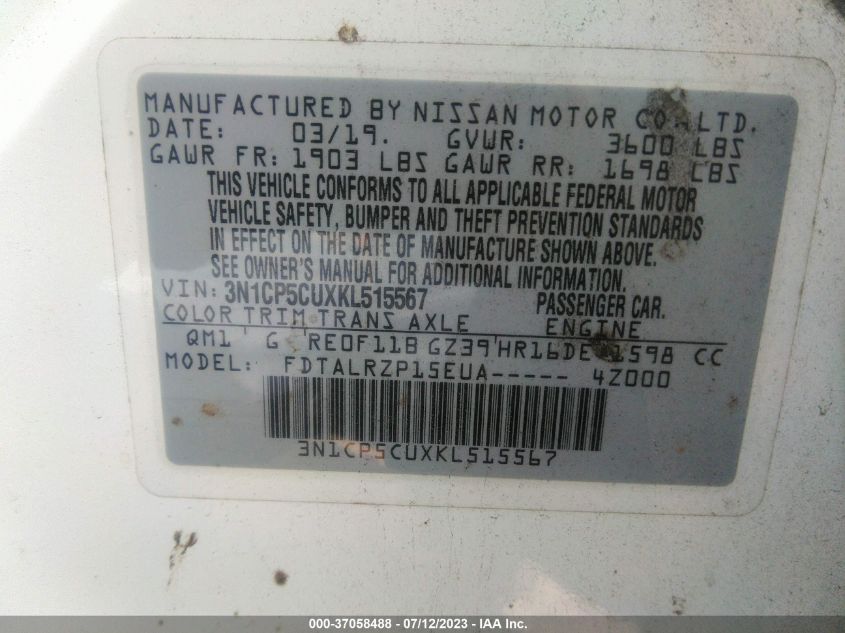 MANUFACTURED BY NISSAN MOTOR CO., LTD.
DATE: 03/19. GVWR: 3600 LBS
GAWR FR: 1903 LBS GAWR RR: 1698 LBS
THIS VEHICLE CONFORMS TO ALL APPLICABLE FEDERAL MOTOR
VEHICLE SAFETY, BUMPER AND THEFT PREVENTION STANDARDS
IN EFFECT ON THE DATE OF MANUFACTURE SHOWN ABOVE.
SEE OWNER'S MANUAL FOR ADDITIONAL INFORMATION.
VIN: 3N1CP5CUXKL515567 PASSENGER CAR.
COLOR TRIM TRANS AXLE ENGINE
QM1 ' G ' RE0F11B GZ39'HR16DE 1598 CC
MODEL: FDTALRZP15EUA----- 4Z000
3N1CP5CUXKL515567
000-37058488 - 07/12/2023 - IAA Inc.